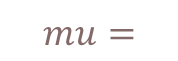 mu =